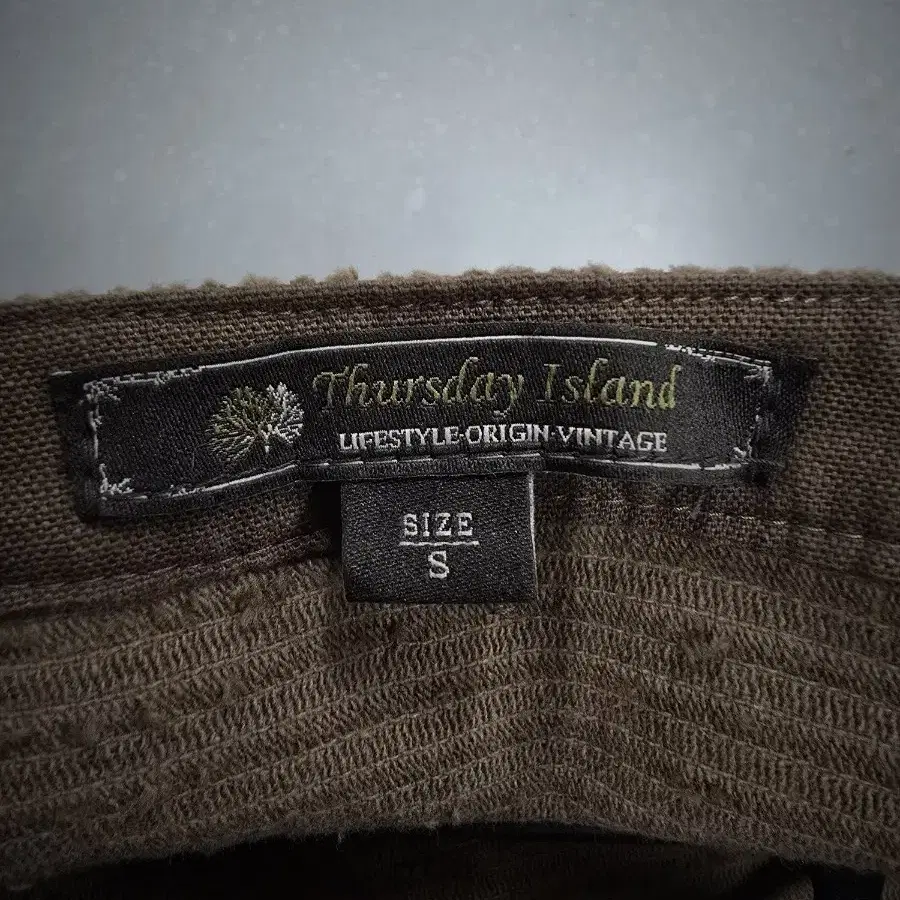 Thursday Island
LIFESTYLE·ORIGIN·VINTAGE
SIZE
S